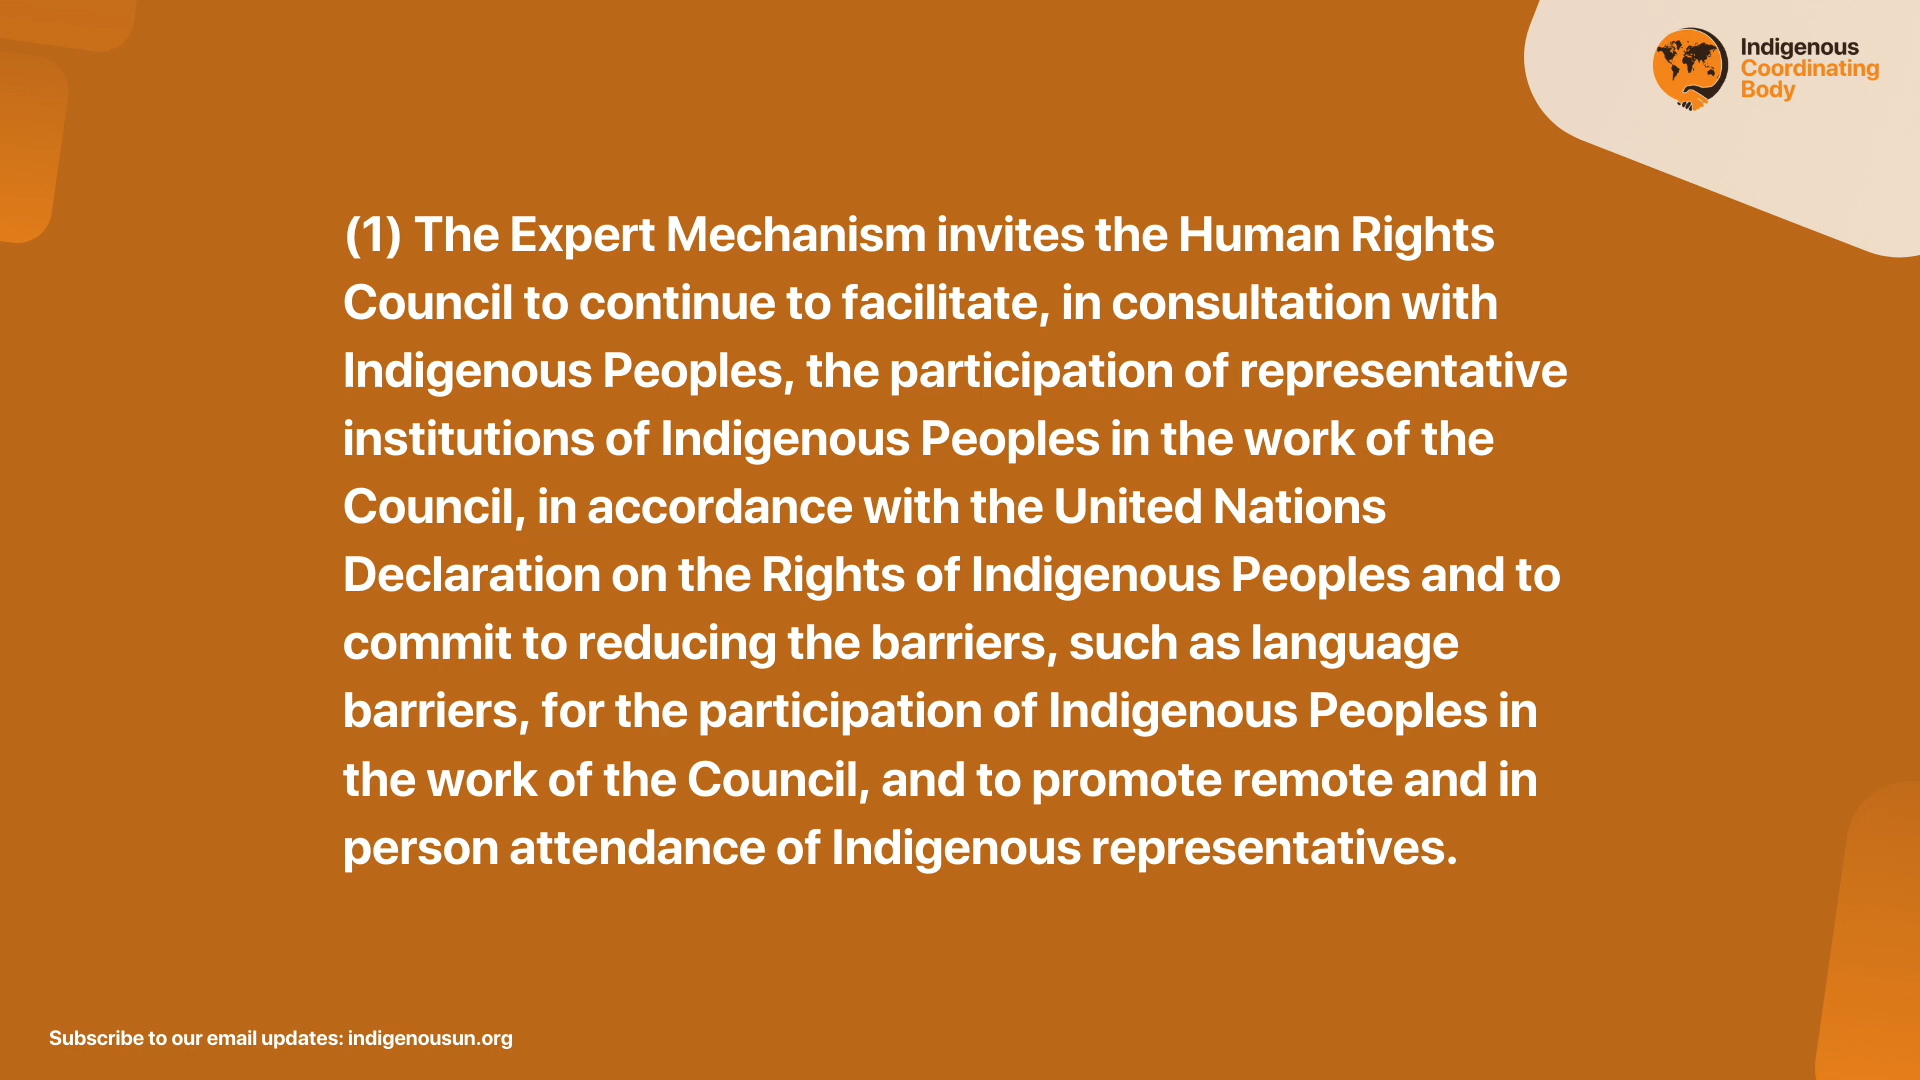 Indigenous
Coordinating
Body
(1) The Expert Mechanism invites the Human Rights
Council to continue to facilitate, in consultation with
Indigenous Peoples, the participation of representative
institutions of Indigenous Peoples in the work of the
Council, in accordance with the United Nations
Declaration on the Rights of Indigenous Peoples and to
commit to reducing the barriers, such as language
barriers, for the participation of Indigenous Peoples in
the work of the Council, and to promote remote and in
person attendance of Indigenous representatives.
Subscribe to our email updates: indigenousun.org